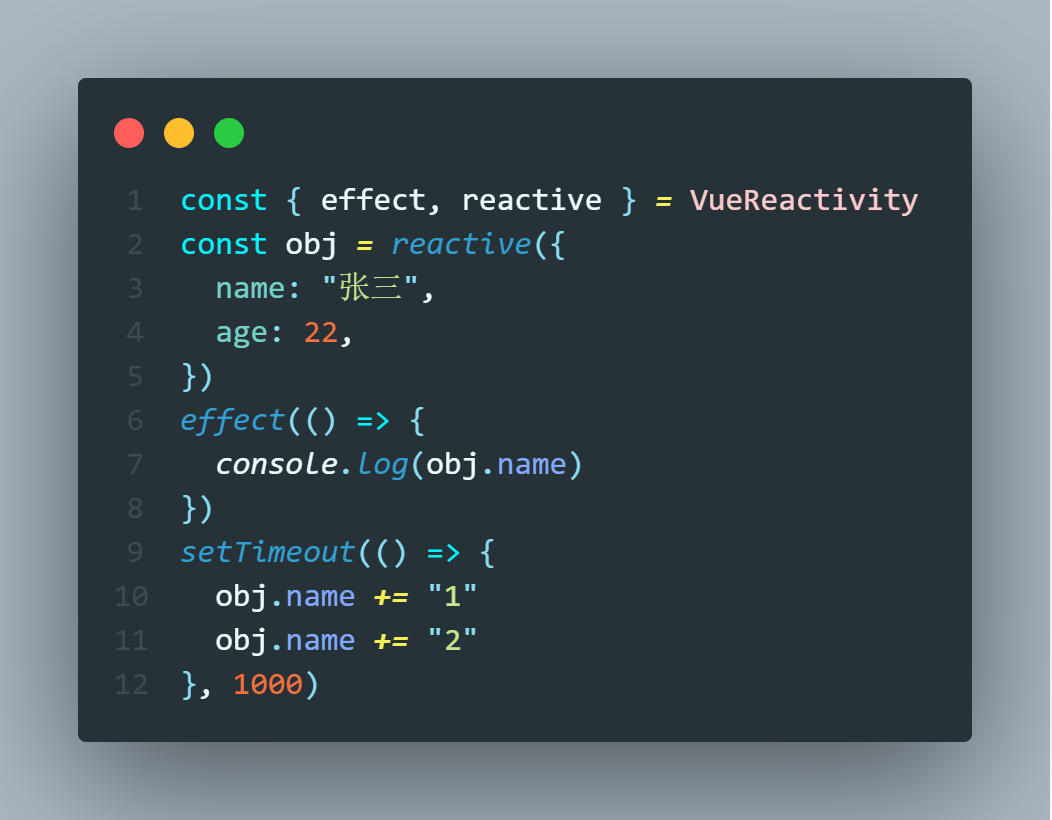 1 const { effect, reactive } = VueReactivity
2 const obj = reactive({
3   name: "张三",
4   age: 22,
5 })
6 effect(() => {
7   console.log(obj.name)
8 })
9 setTimeout(() => {
10   obj.name += "1"
11   obj.name += "2"
12 }, 1000)